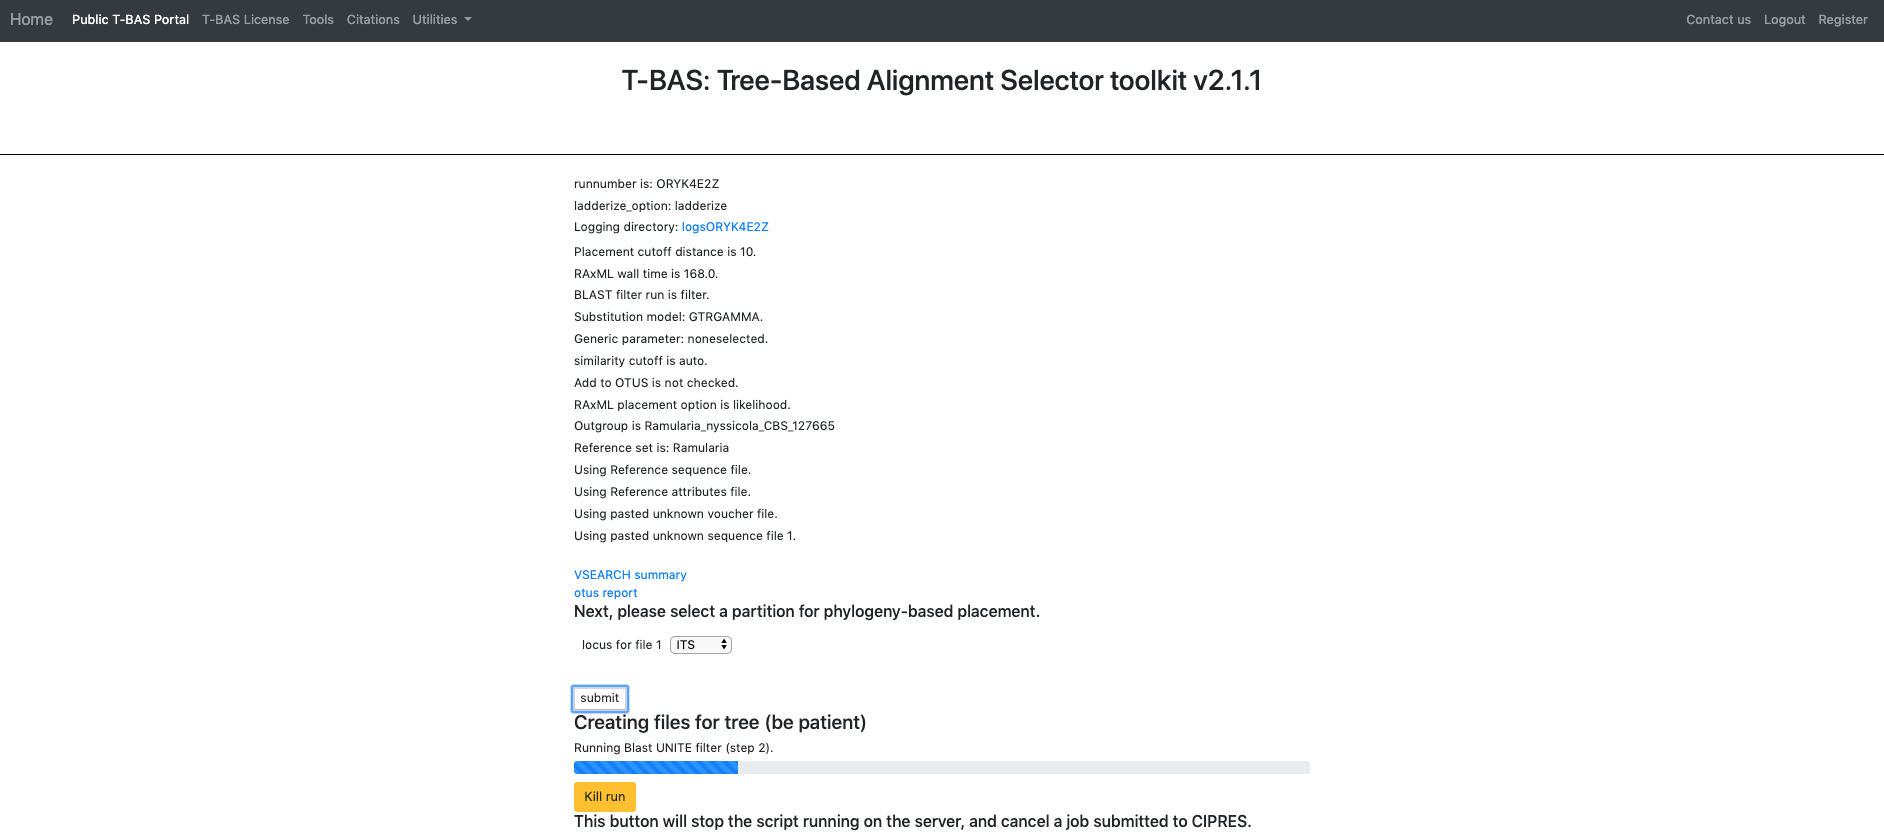 Home Public T-BAS Portal T-BAS License Tools Citations Utilities Contact us Logout Register
T-BAS: Tree-Based Alignment Selector toolkit v2.1.1
runnumber is: ORYK4E2Z
ladderize_option: ladderize
Logging directory: logsORYK4E2Z
Placement cutoff distance is 10.
RAxML wall time is 168.0.
BLAST filter run is filter.
Substitution model: GTRGAMMA.
Generic parameter: noneselected.
similarity cutoff is auto.
Add to OTUS is not checked.
RAxML placement option is likelihood.
Outgroup is Ramularia_nyssicola_CBS_127665
Reference set is: Ramularia
Using Reference sequence file.
Using Reference attributes file.
Using pasted unknown voucher file.
Using pasted unknown sequence file 1.
VSEARCH summary
otus report
Next, please select a partition for phylogeny-based placement.
locus for file 1 ITS
submit
Creating files for tree (be patient)
Running Blast UNITE filter (step 2).
Kill run
This button will stop the script running on the server, and cancel a job submitted to CIPRES.